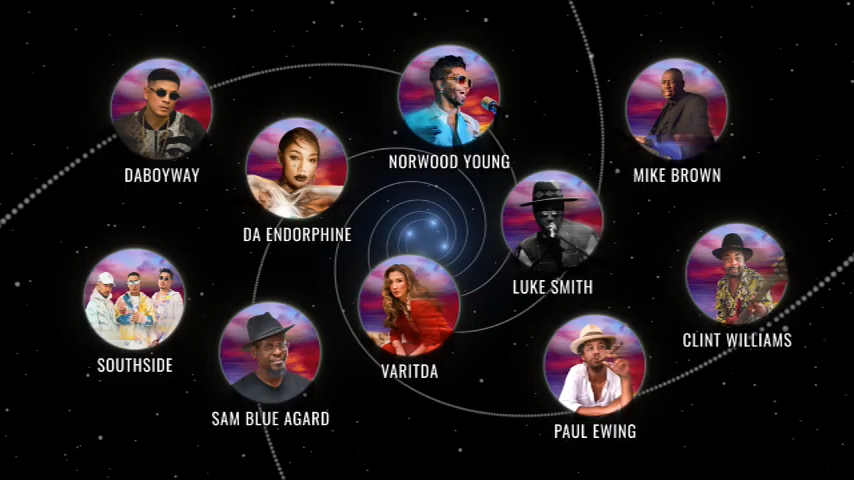 NORWOOD YOUNG
DABOYWAY
MIKE BROWN
DA ENDORPHINE
LUKE SMITH
CLINT WILLIAMS
SOUTHSIDE
VARITDA
SAM BLUE AGARD
PAUL EWING